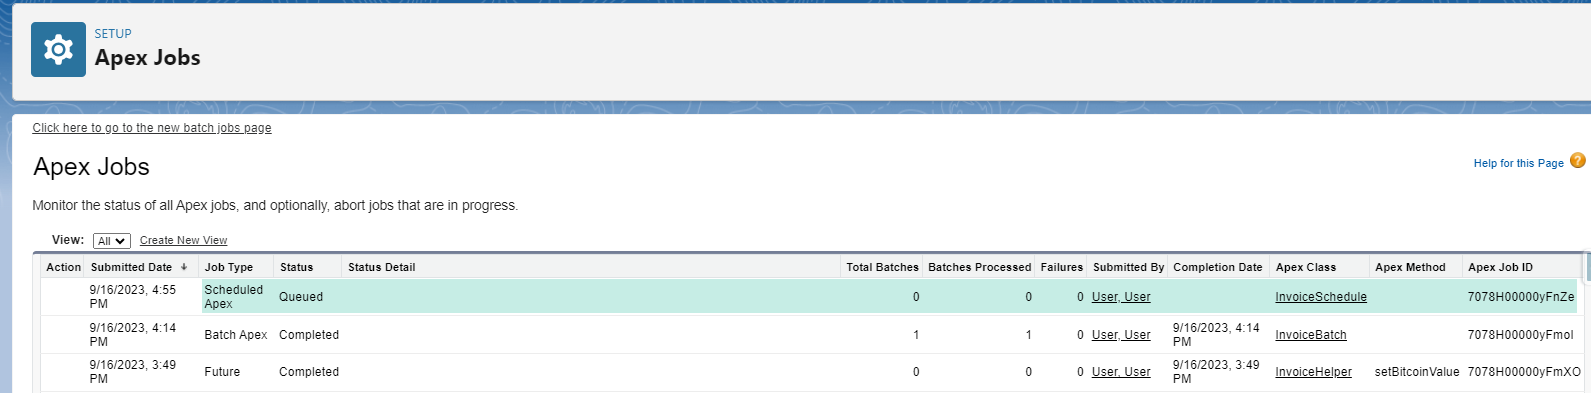 SETUP
Apex Jobs
Click here to go to the new batch jobs page
Apex Jobs
Help for this Page ?
Monitor the status of all Apex jobs, and optionally, abort jobs that are in progress.
View: All Create New View
Action Submitted Date ↓ Job Type Status Status Detail Total Batches Batches Processed Failures Submitted By Completion Date Apex Class Apex Method Apex Job ID
9/16/2023, 4:55 PM Scheduled Apex Queued 0 0 0 User, User InvoiceSchedule 7078H00000yFnZe
9/16/2023, 4:14 PM Batch Apex Completed 1 1 0 User, User 9/16/2023, 4:14 PM InvoiceBatch 7078H00000yFmol
9/16/2023, 3:49 PM Future Completed 0 0 0 User, User 9/16/2023, 3:49 PM InvoiceHelper setBitcoinValue 7078H00000yFmXO